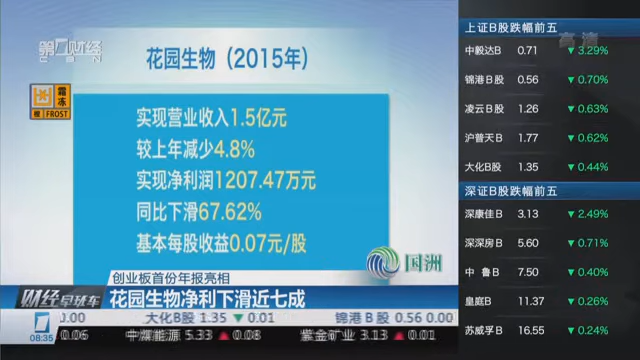 第一财经
CBN
高清
霜冻
橙 FROST
花园生物（2015年）
实现营业收入1.5亿元
较上年减少4.8%
实现净利润1207.47万元
同比下滑67.62%
基本每股收益0.07元/股
国洲
创业板首份年报亮相
花园生物净利下滑近七成
财经早班车
08:35
0.00 大化B股 1.35 ▼0.01 锦港B股 0.56 0.00
0.06 中煤能源 5.33 ▲0.08 紫金矿业 3.13 ▲0.01
上证B股跌幅前五
中毅达B 0.71 ▼3.29%
锦港B股 0.56 ▼0.70%
凌云B股 1.26 ▼0.63%
沪普天B 1.77 ▼0.62%
大化B股 1.35 ▼0.44%
深证B股跌幅前五
深康佳B 3.13 ▼2.49%
深深房B 5.60 ▼0.71%
中 鲁B 7.50 ▼0.40%
皇庭B 11.37 ▼0.26%
苏威孚B 16.55 ▼0.24%